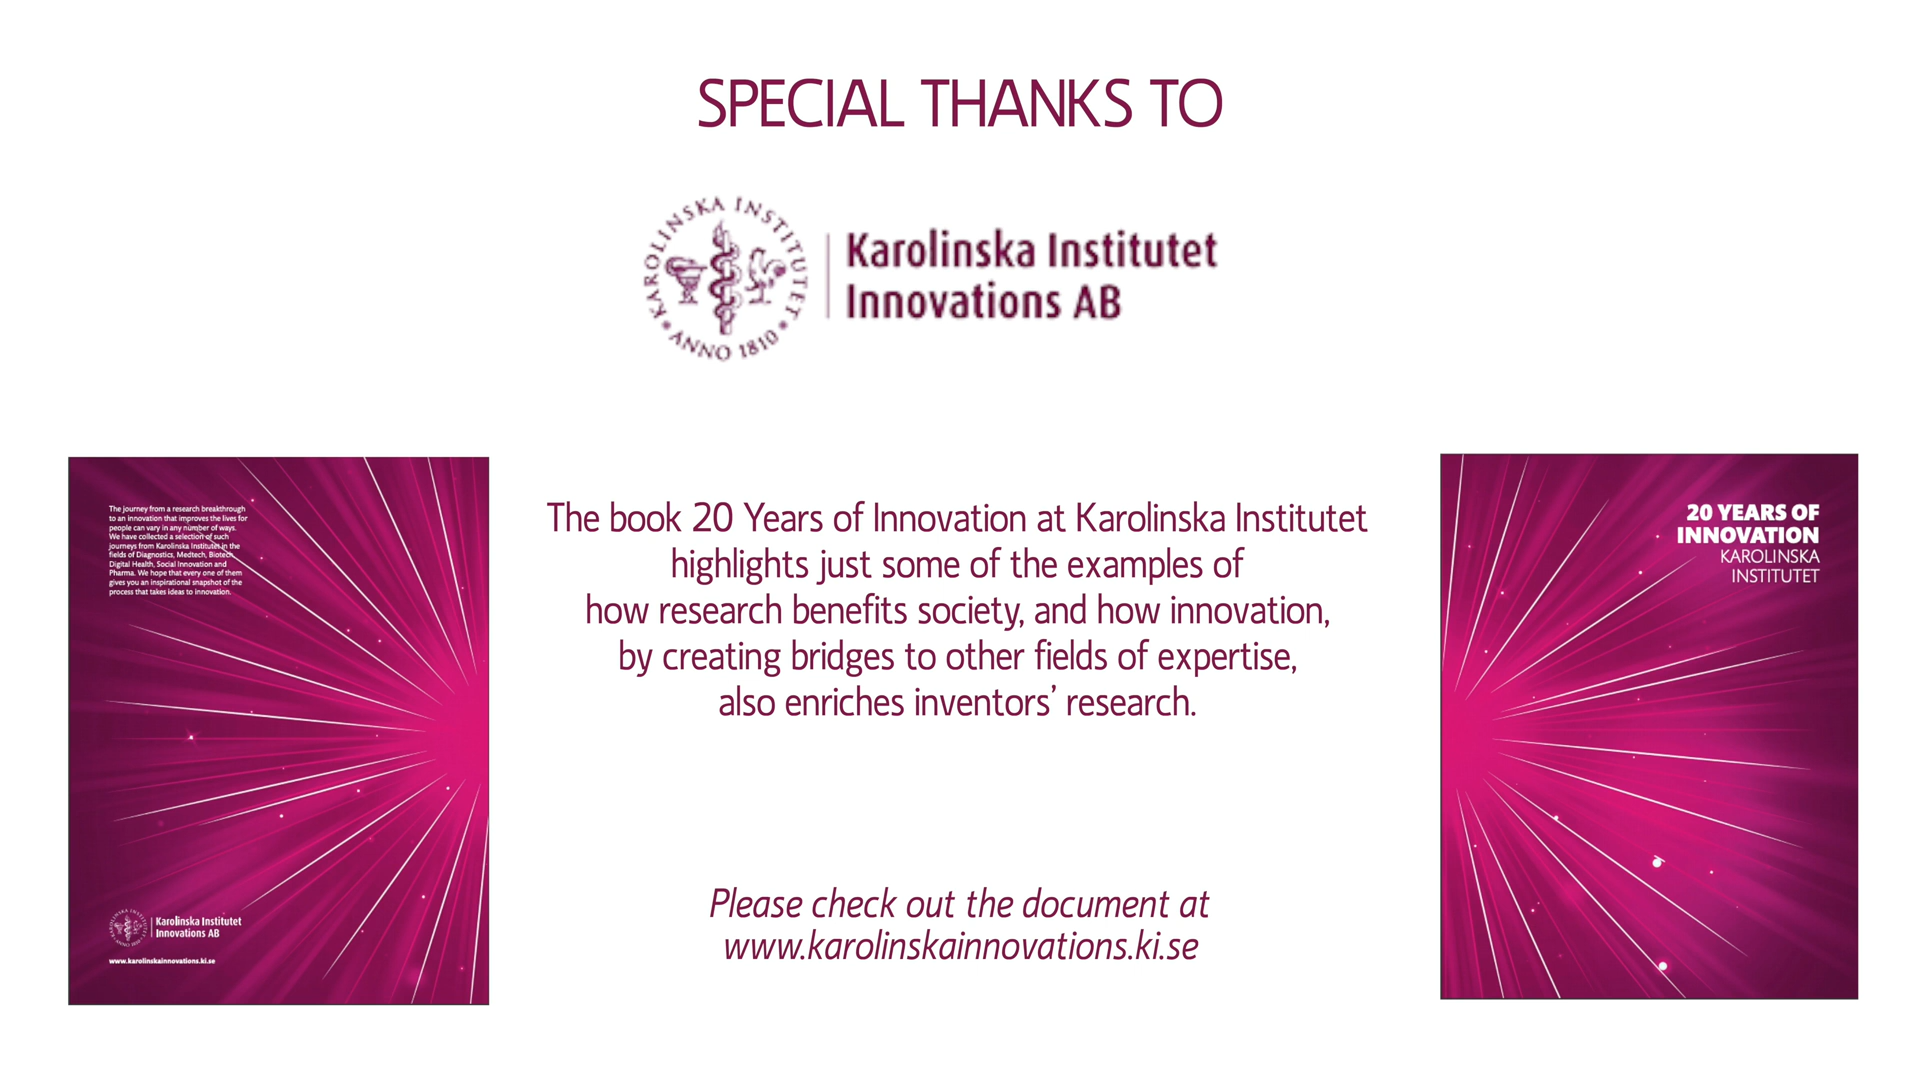 SPECIAL THANKS TO
KAROLINSKA INSTITUTET
ANNO 1810
Karolinska Institutet
Innovations AB
The journey from a research breakthrough
to an innovation that improves the lives for
people can vary in any number of ways.
We have collected a selection of such
journeys from Karolinska Institutet in the
fields of Diagnostics, Medtech, Biotech,
Digital Health, Social Innovation and
Pharma. We hope that every one of them
gives you an inspirational snapshot of the
process that takes ideas to innovation.
KAROLINSKA INSTITUTET
ANNO 1810
Karolinska Institutet
Innovations AB
www.karolinskainnovations.ki.se
The book 20 Years of Innovation at Karolinska Institutet
highlights just some of the examples of
how research benefits society, and how innovation,
by creating bridges to other fields of expertise,
also enriches inventors’ research.
Please check out the document at
www.karolinskainnovations.ki.se
20 YEARS OF
INNOVATION
KAROLINSKA
INSTITUTET